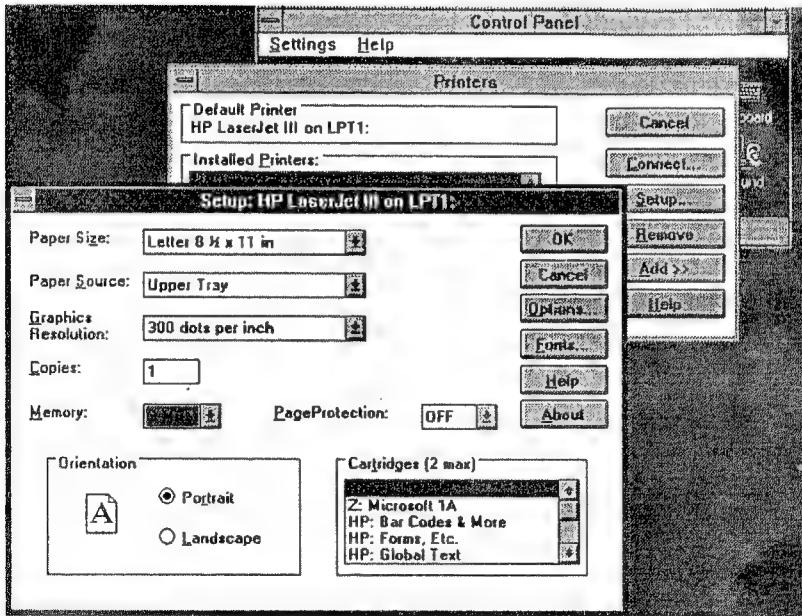 Control Panel
Settings Help
Printers
Default Printer
HP LaserJet III on LPT1:
Cancel
Installed Printers:
Connect...
Setup...
Remove
Add >>
Help
Setup: HP LaserJet III on LPT1:
Paper Size:
Letter 8 ½ x 11 in
OK
Paper Source:
Upper Tray
Cancel
Options...
Graphics
Resolution:
300 dots per inch
Fonts...
Copies:
1
Help
Memory:
PageProtection:
OFF
About
Orientation
A
Portrait
Landscape
Cartridges (2 max)
Z: Microsoft 1A
HP: Bar Codes & More
HP: Forms, Etc.
HP: Global Text